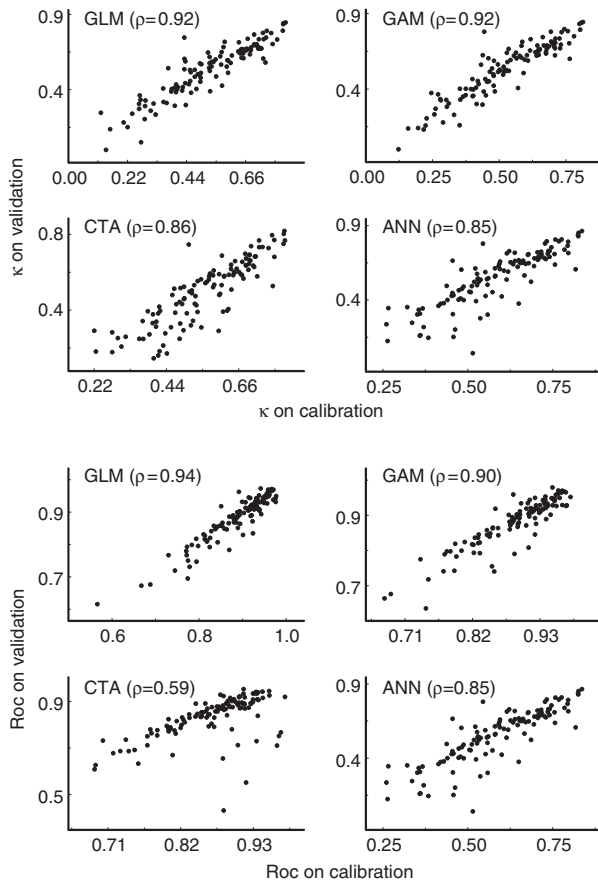 GLM (ρ=0.92)
GAM (ρ=0.92)
0.9
0.9
0.4
0.4
0.00 0.22 0.44 0.66
0.00 0.25 0.50 0.75
κ on validation
CTA (ρ=0.86)
ANN (ρ=0.85)
0.8
0.9
0.4
0.4
0.22 0.44 0.66
0.25 0.50 0.75
κ on calibration
GLM (ρ=0.94)
GAM (ρ=0.90)
0.9
0.9
0.7
0.7
0.6 0.8 1.0
0.71 0.82 0.93
Roc on validation
CTA (ρ=0.59)
ANN (ρ=0.85)
0.9
0.9
0.5
0.4
0.71 0.82 0.93
0.25 0.50 0.75
Roc on calibration